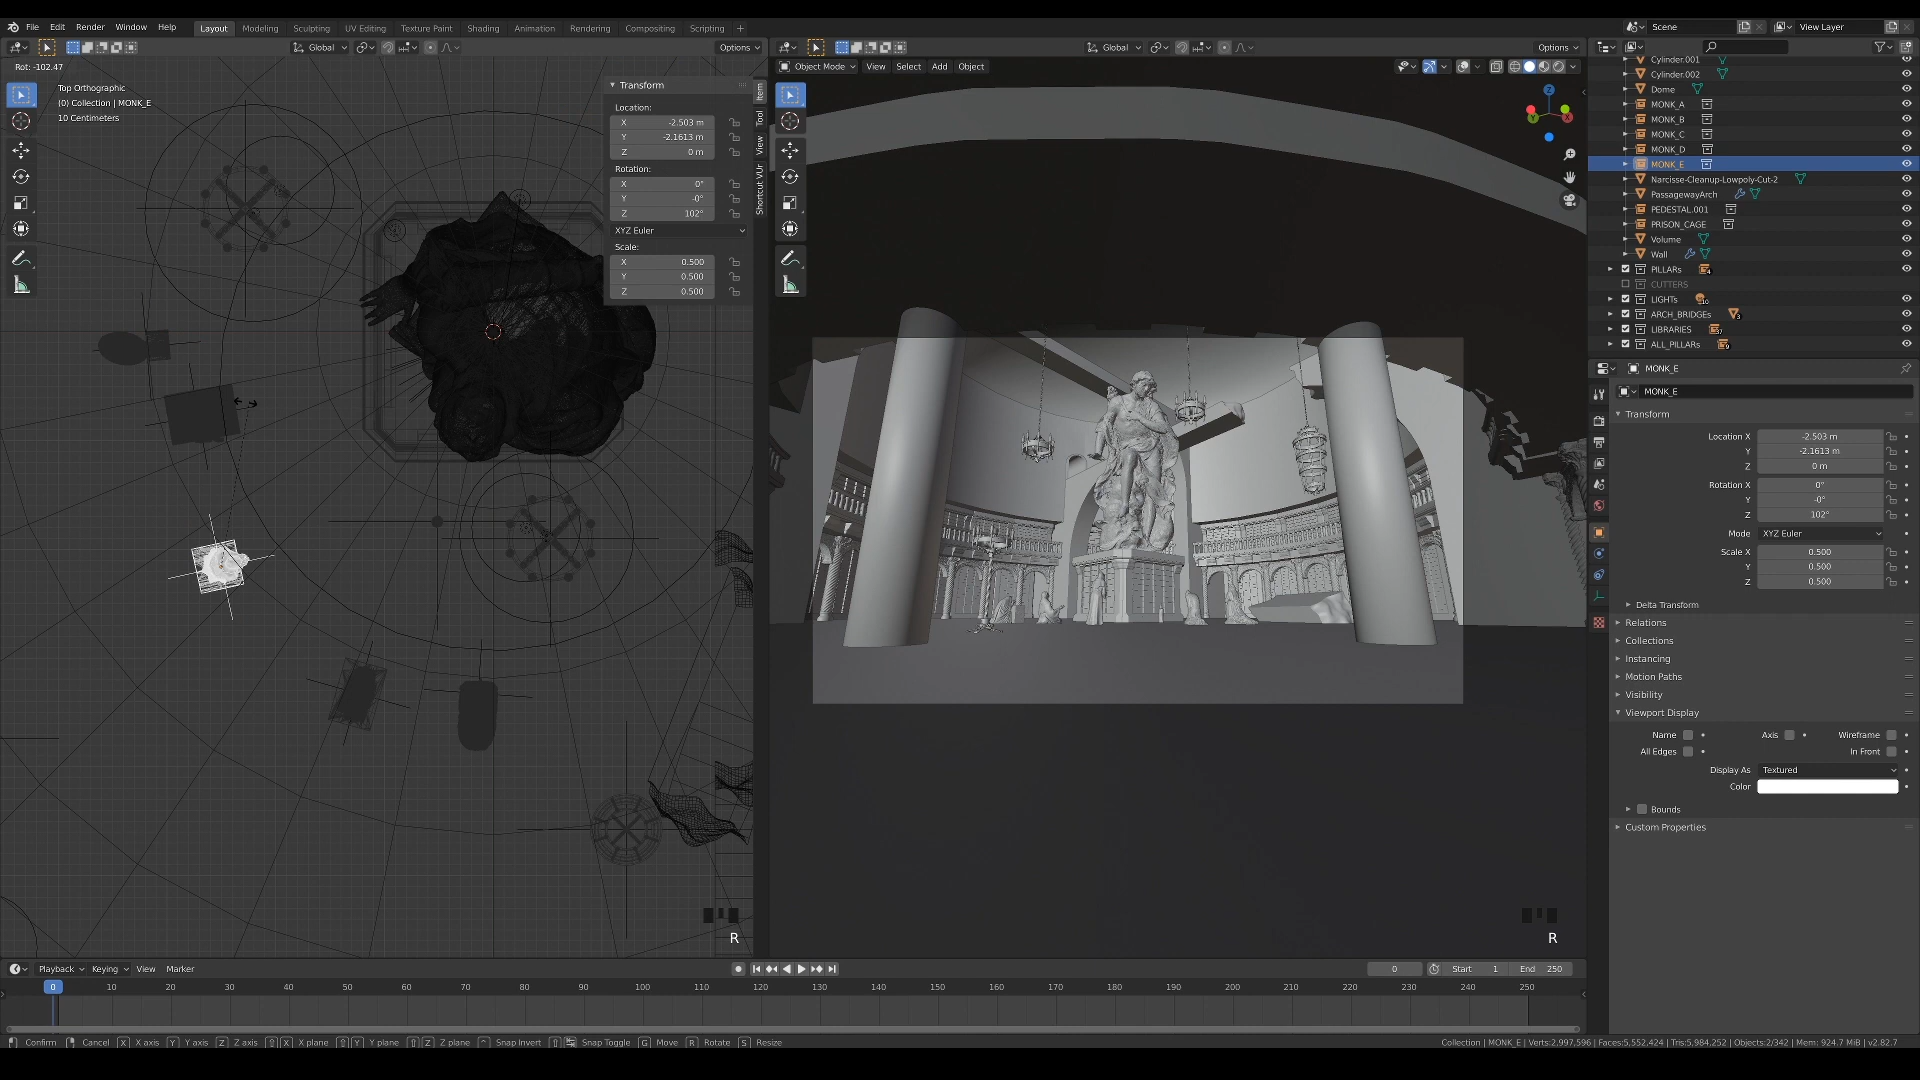 File Edit Render Window Help Layout Modeling Sculpting UV Editing Texture Paint Shading Animation Rendering Compositing Scripting + Scene View Layer
Global Options Global Options
Rot: -102.47
Object Mode View Select Add Object
Top Orthographic
(0) Collection | MONK_E
10 Centimeters
Transform
Location:
X -2.503 m
Y -2.1613 m
Z 0 m
Rotation:
X 0°
Y -0°
Z 102°
XYZ Euler
Scale:
X 0.500
Y 0.500
Z 0.500
Item
Tool
View
Shortcut VUr
R
R
Z
Y
X
Cylinder.001
Cylinder.002
Dome
MONK_A
MONK_B
MONK_C
MONK_D
MONK_E
Narcisse-Cleanup-Lowpoly-Cut-2
PassagewayArch
PEDESTAL.001
PRISON_CAGE
Volume
Wall
PILLARs 4
CUTTERS
LIGHTs 10
ARCH_BRIDGEs 3
LIBRARIEs
ALL_PILLARs
MONK_E
MONK_E
Transform
Location X -2.503 m
Y -2.1613 m
Z 0 m
Rotation X 0°
Y -0°
Z 102°
Mode XYZ Euler
Scale X 0.500
Y 0.500
Z 0.500
Delta Transform
Relations
Collections
Instancing
Motion Paths
Visibility
Viewport Display
Name Axis Wireframe
All Edges In Front
Display As Textured
Color
Bounds
Custom Properties
Playback Keying View Marker 0 Start 1 End 250
0 10 20 30 40 50 60 70 80 90 100 110 120 130 140 150 160 170 180 190 200 210 220 230 240 250
Confirm Cancel X X axis Y Y axis Z Z axis X X plane Y Y plane Z Z plane Snap Invert Snap Toggle G Move R Rotate S Resize Collection | MONK_E | Verts:2,997,596 | Faces:5,552,424 | Tris:5,984,252 | Objects:2/342 | Mem: 924.7 MiB | v2.82.7